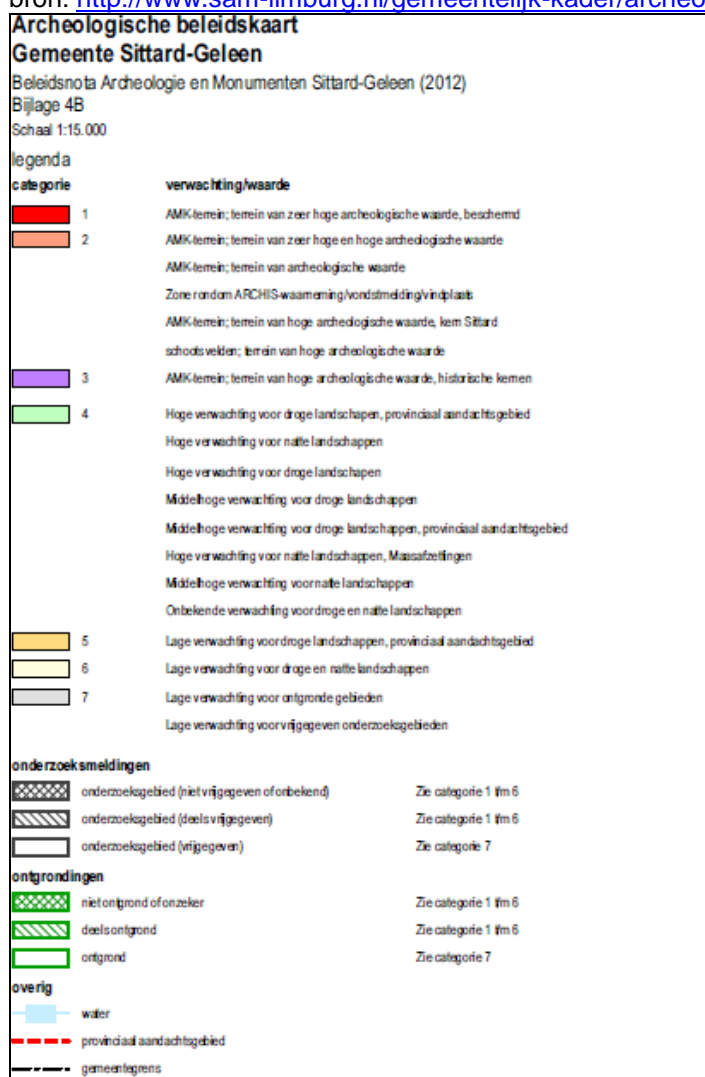 bron: http://www.sam-limburg.nl/gemeentelijk-kader/archeo
Archeologische beleidskaart
Gemeente Sittard-Geleen
Beleidsnota Archeologie en Monumenten Sittard-Geleen (2012)
Bijlage 4B
Schaal 1:15.000
legenda
categorie verwachting/waarde
1 AMK-terrein; terrein van zeer hoge archeologische waarde, beschermd
2 AMK-terrein; terrein van zeer hoge en hoge archeologische waarde
AMK-terrein; terrein van archeologische waarde
Zone rondom ARCHIS-waarneming/vondstmelding/vindplaats
AMK-terrein; terrein van hoge archeologische waarde, kern Sittard
schootsvelden; terrein van hoge archeologische waarde
3 AMK-terrein; terrein van hoge archeologische waarde, historische kernen
4 Hoge verwachting voor droge landschapen, provinciaal aandachtsgebied
Hoge verwachting voor natte landschappen
Hoge verwachting voor droge landschapen
Middelhoge verwachting voor droge landschappen
Middelhoge verwachting voor droge landschappen, provinciaal aandachtsgebied
Hoge verwachting voor natte landschappen, Maasafzettingen
Middelhoge verwachting voor natte landschappen
Onbekende verwachting voor droge en natte landschappen
5 Lage verwachting voor droge landschappen, provinciaal aandachtsgebied
6 Lage verwachting voor droge en natte landschappen
7 Lage verwachting voor ontgronde gebieden
Lage verwachting voor vrijgegeven onderzoeksgebieden
onderzoeksmeldingen
onderzoeksgebied (niet vrijgegeven of onbekend) Zie categorie 1 t/m 6
onderzoeksgebied (deels vrijgegeven) Zie categorie 1 t/m 6
onderzoeksgebied (vrijgegeven) Zie categorie 7
ontgrondingen
niet ontgrond of onzeker Zie categorie 1 t/m 6
deels ontgrond Zie categorie 1 t/m 6
ontgrond Zie categorie 7
overig
water
provinciaal aandachtsgebied
gemeentegrens